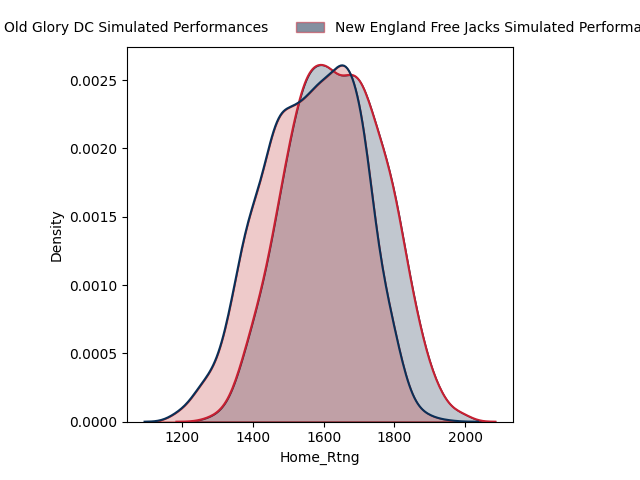 Old Glory DC Simulated Performances
New England Free Jacks Simulated Performa
0.0025
0.0020
0.0015
0.0010
0.0005
0.0000
Density
1200 1400 1600 1800 2000
Home_Rtng